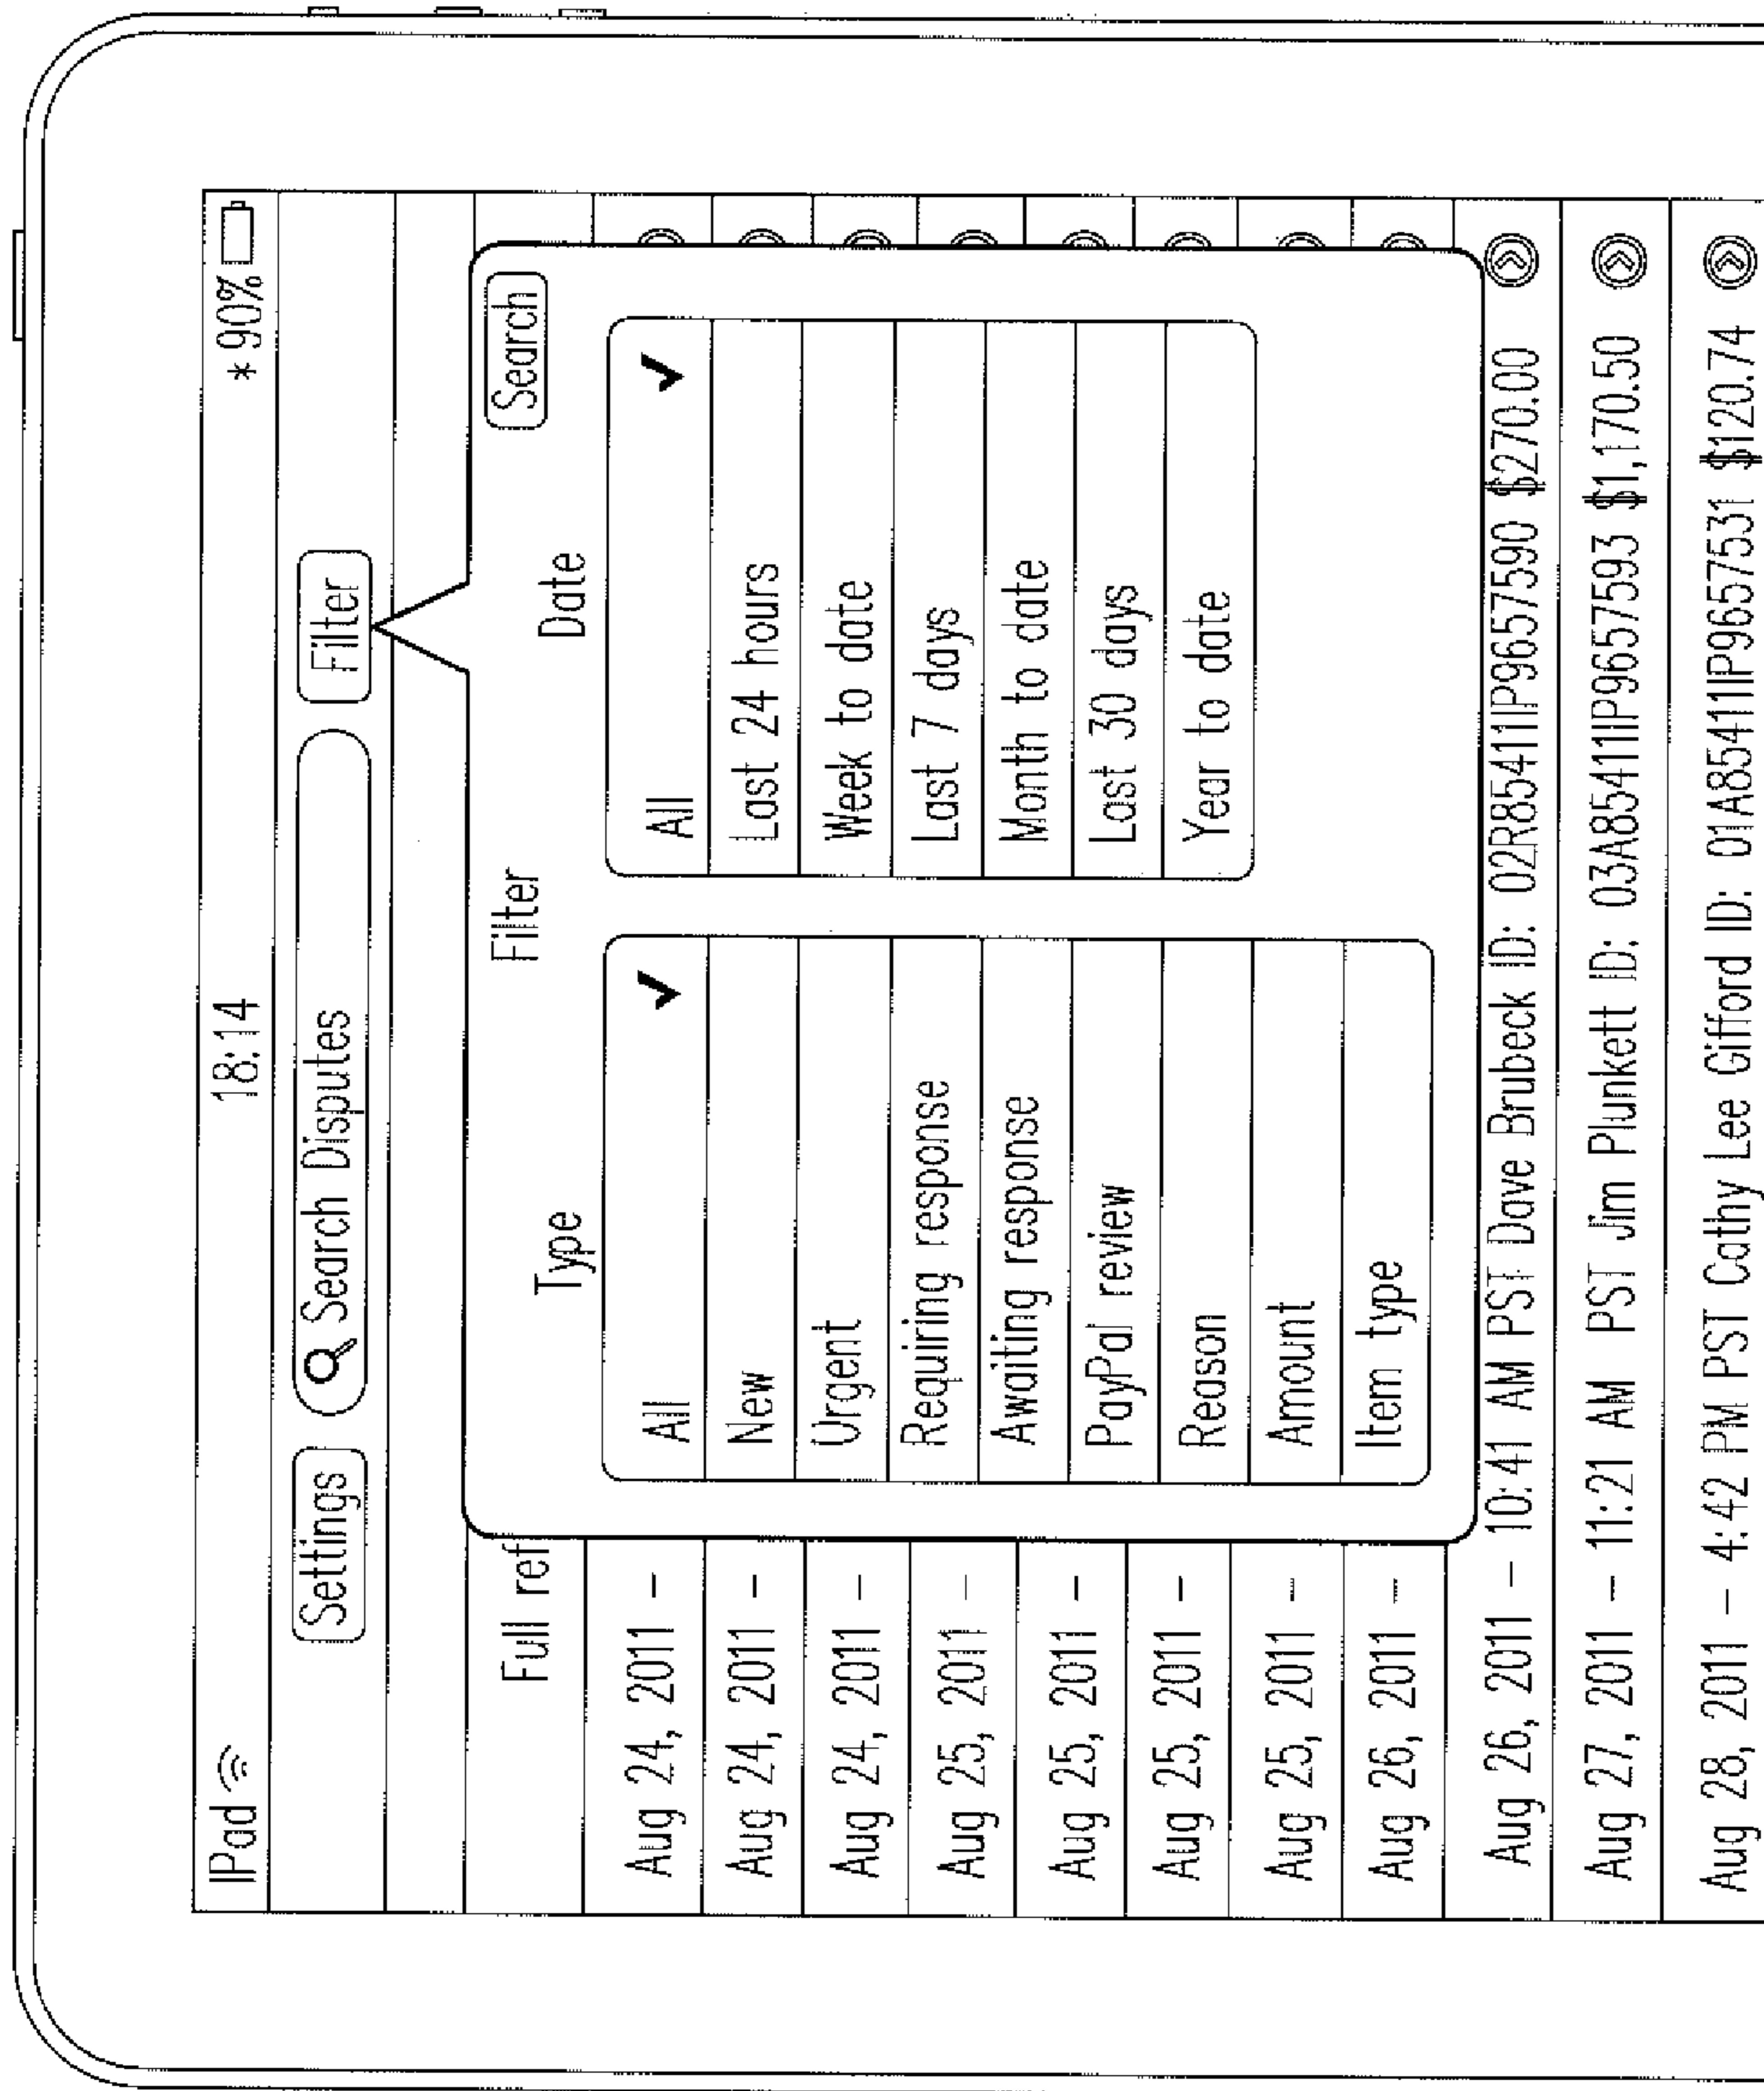 IPad 18:14 * 90%
Settings Search Disputes Filter
Full ref
Filter Search
Type Date
All All
New Last 24 hours
Urgent Week to date
Requiring response Last 7 days
Awaiting response Month to date
PayPal review Last 30 days
Reason Year to date
Amount
Item type
Aug 24, 2011 –
Aug 24, 2011 –
Aug 24, 2011 –
Aug 25, 2011 –
Aug 25, 2011 –
Aug 25, 2011 –
Aug 25, 2011 –
Aug 26, 2011 –
Aug 26, 2011 – 10:41 AM PST Dave Brubeck ID: 02R85411IP9657590 $270.00
Aug 27, 2011 – 11:21 AM PST Jim Plunkett ID: 03A85411IP9657593 $1,170.50
Aug 28, 2011 – 4:42 PM PST Cathy Lee Gifford ID: 01A85411IP9657531 $120.74